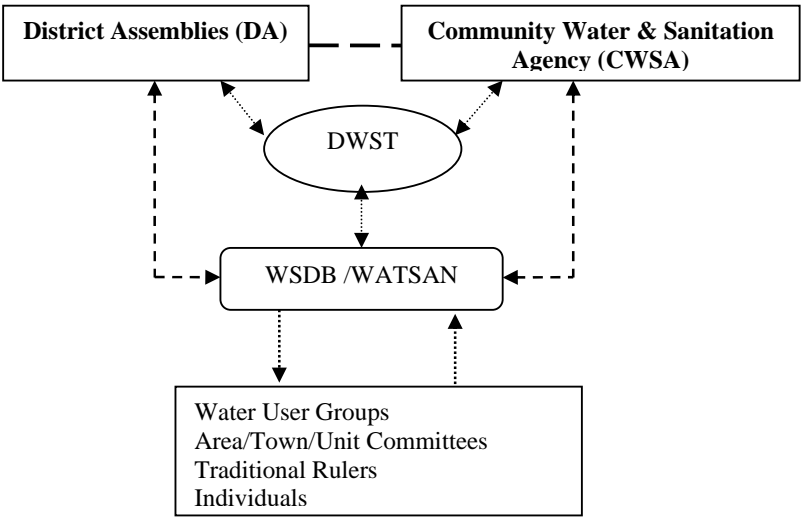 District Assemblies (DA)
Community Water & Sanitation
Agency (CWSA)
DWST
WSDB /WATSAN
Water User Groups
Area/Town/Unit Committees
Traditional Rulers
Individuals